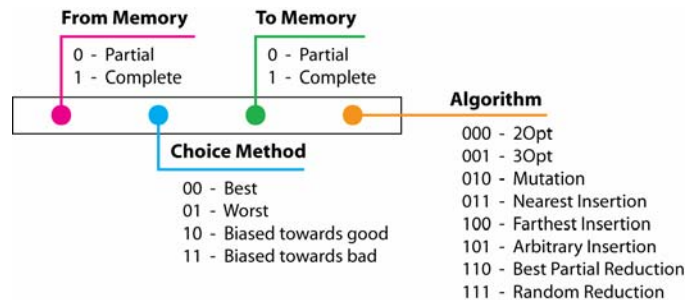 From Memory
0 - Partial
1 - Complete
To Memory
0 - Partial
1 - Complete
Choice Method
00 - Best
01 - Worst
10 - Biased towards good
11 - Biased towards bad
Algorithm
000 - 2Opt
001 - 3Opt
010 - Mutation
011 - Nearest Insertion
100 - Farthest Insertion
101 - Arbitrary Insertion
110 - Best Partial Reduction
111 - Random Reduction